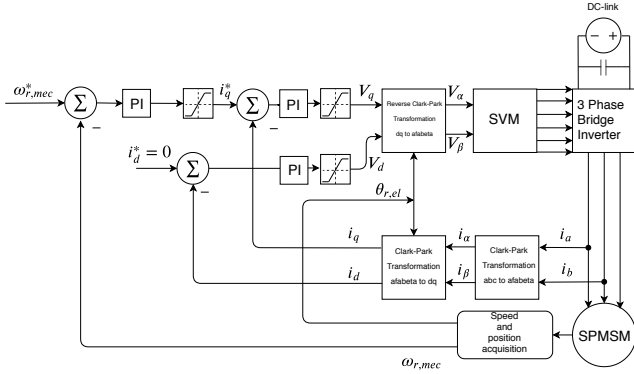 DC-link
− +
ω*r,mec
Σ
PI
i*q
Σ
PI
Vq
Reverse Clark-Park
Transformation
dq to afabeta
Vα
Vβ
SVM
3 Phase
Bridge
Inverter
−
−
i*d = 0
Σ
−
PI
Vd
θr,el
iq
id
Clark-Park
Transformation
afabeta to dq
iα
iβ
Clark-Park
Transformation
abc to afabeta
ia
ib
Speed
and
position
acquisition
SPMSM
ωr,mec